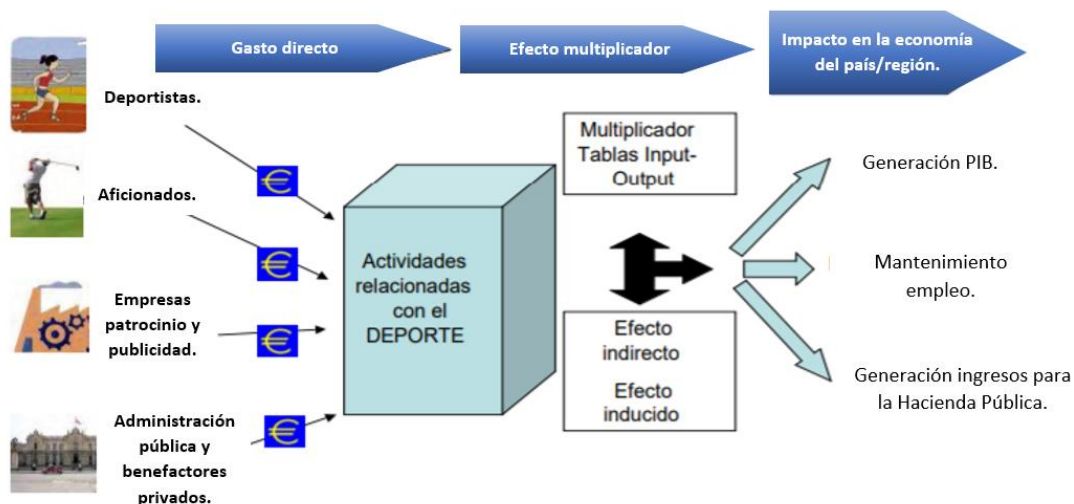 Gasto directo
Efecto multiplicador
Impacto en la economía
del país/región.
Deportistas.
Aficionados.
Empresas
patrocinio y
publicidad.
Administración
pública y
benefactores
privados.
€
€
€
€
Actividades
relacionadas
con el
DEPORTE
Multiplicador
Tablas Input-
Output
Efecto
indirecto
Efecto
inducido
Generación PIB.
Mantenimiento
empleo.
Generación ingresos para
la Hacienda Pública.